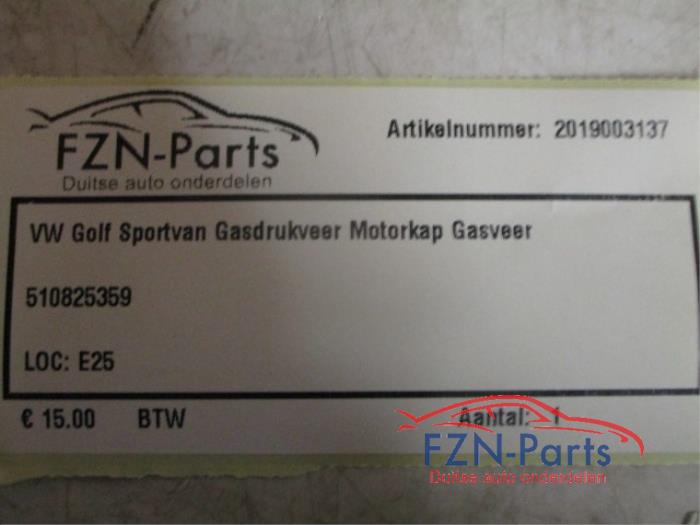 FZN-Parts
Duitse auto onderdelen
Artikelnummer: 2019003137
VW Golf Sportvan Gasdrukveer Motorkap Gasveer
510825359
LOC: E25
€ 15.00 BTW Aantal: 1
FZN-Parts
Duitse auto onderdelen